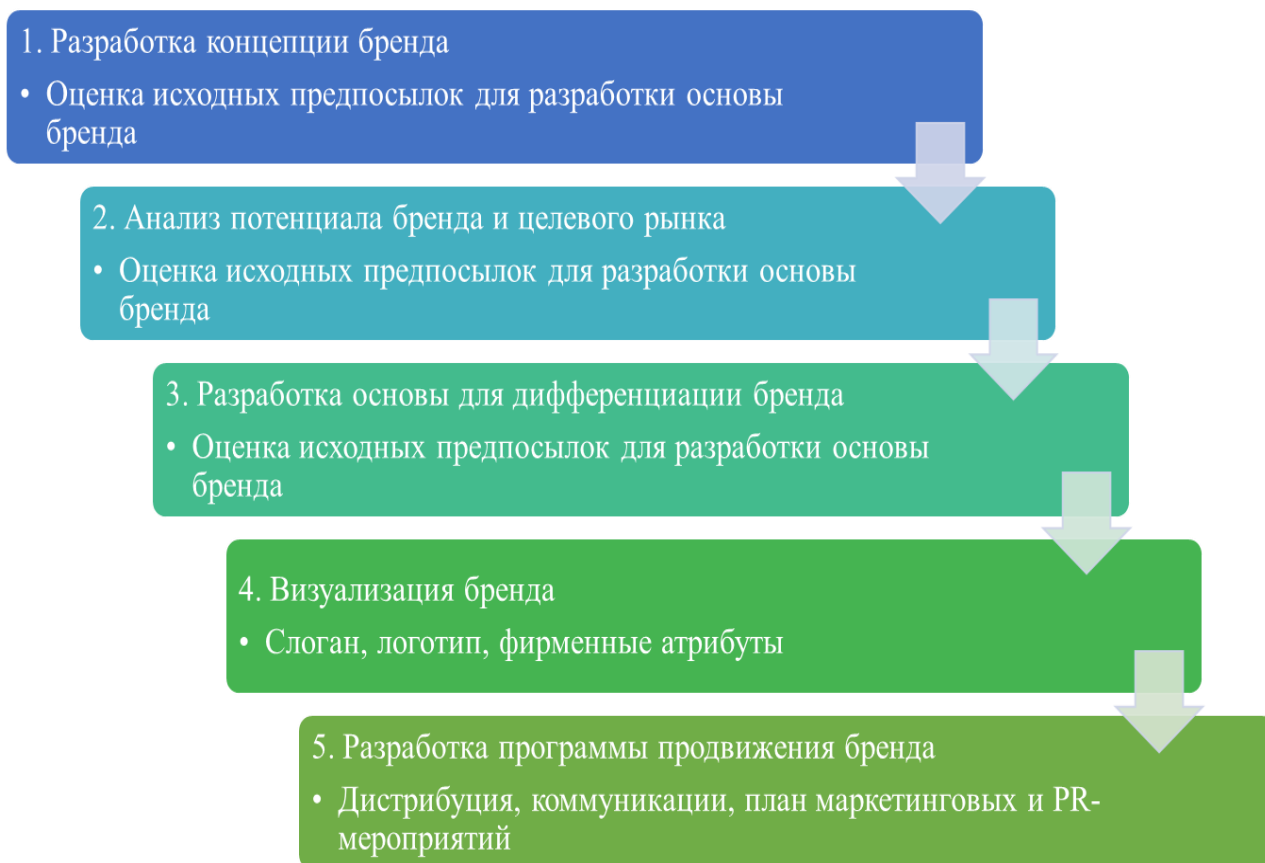 1. Разработка концепции бренда
• Оценка исходных предпосылок для разработки основы
бренда
2. Анализ потенциала бренда и целевого рынка
• Оценка исходных предпосылок для разработки основы
бренда
3. Разработка основы для дифференциации бренда
• Оценка исходных предпосылок для разработки основы
бренда
4. Визуализация бренда
• Слоган, логотип, фирменные атрибуты
5. Разработка программы продвижения бренда
• Дистрибуция, коммуникации, план маркетинговых и PR-
мероприятий